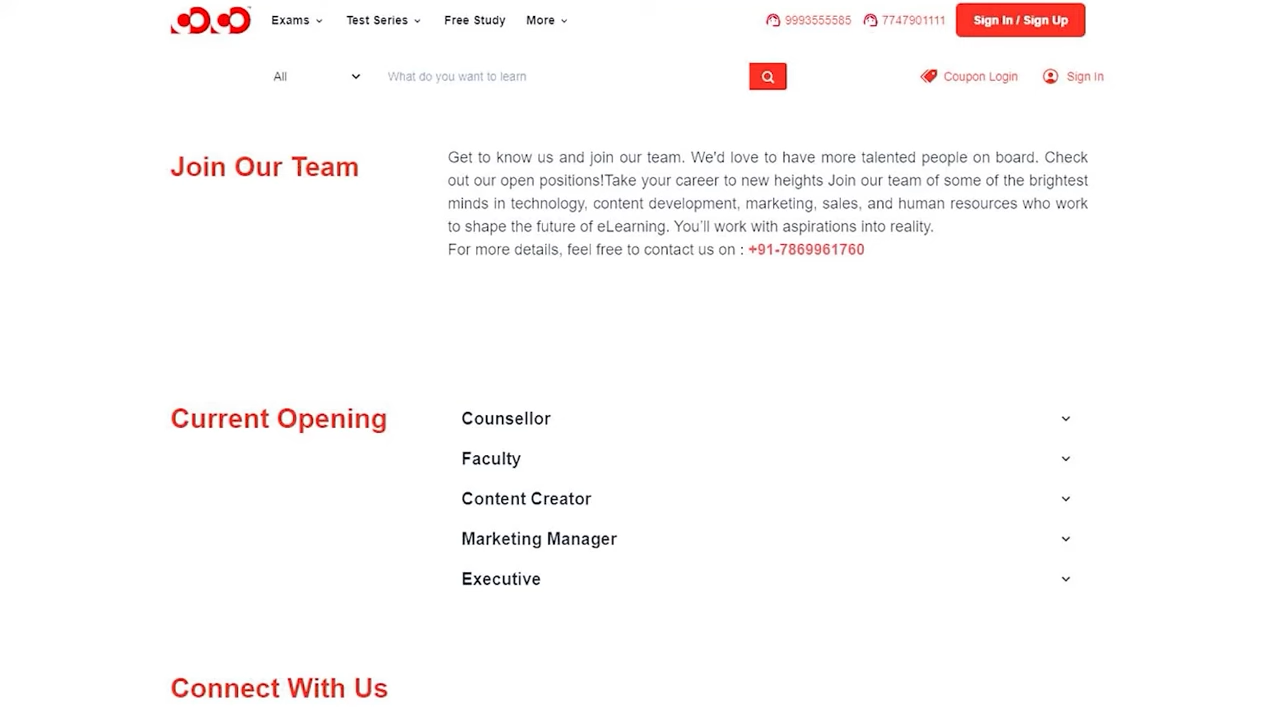 Exams Test Series Free Study More 9993555585 7747901111 Sign In / Sign Up
All What do you want to learn Coupon Login Sign In
Join Our Team
Get to know us and join our team. We'd love to have more talented people on board. Check
out our open positions!Take your career to new heights Join our team of some of the brightest
minds in technology, content development, marketing, sales, and human resources who work
to shape the future of eLearning. You’ll work with aspirations into reality.
For more details, feel free to contact us on : +91-7869961760
Current Opening
Counsellor
Faculty
Content Creator
Marketing Manager
Executive
Connect With Us